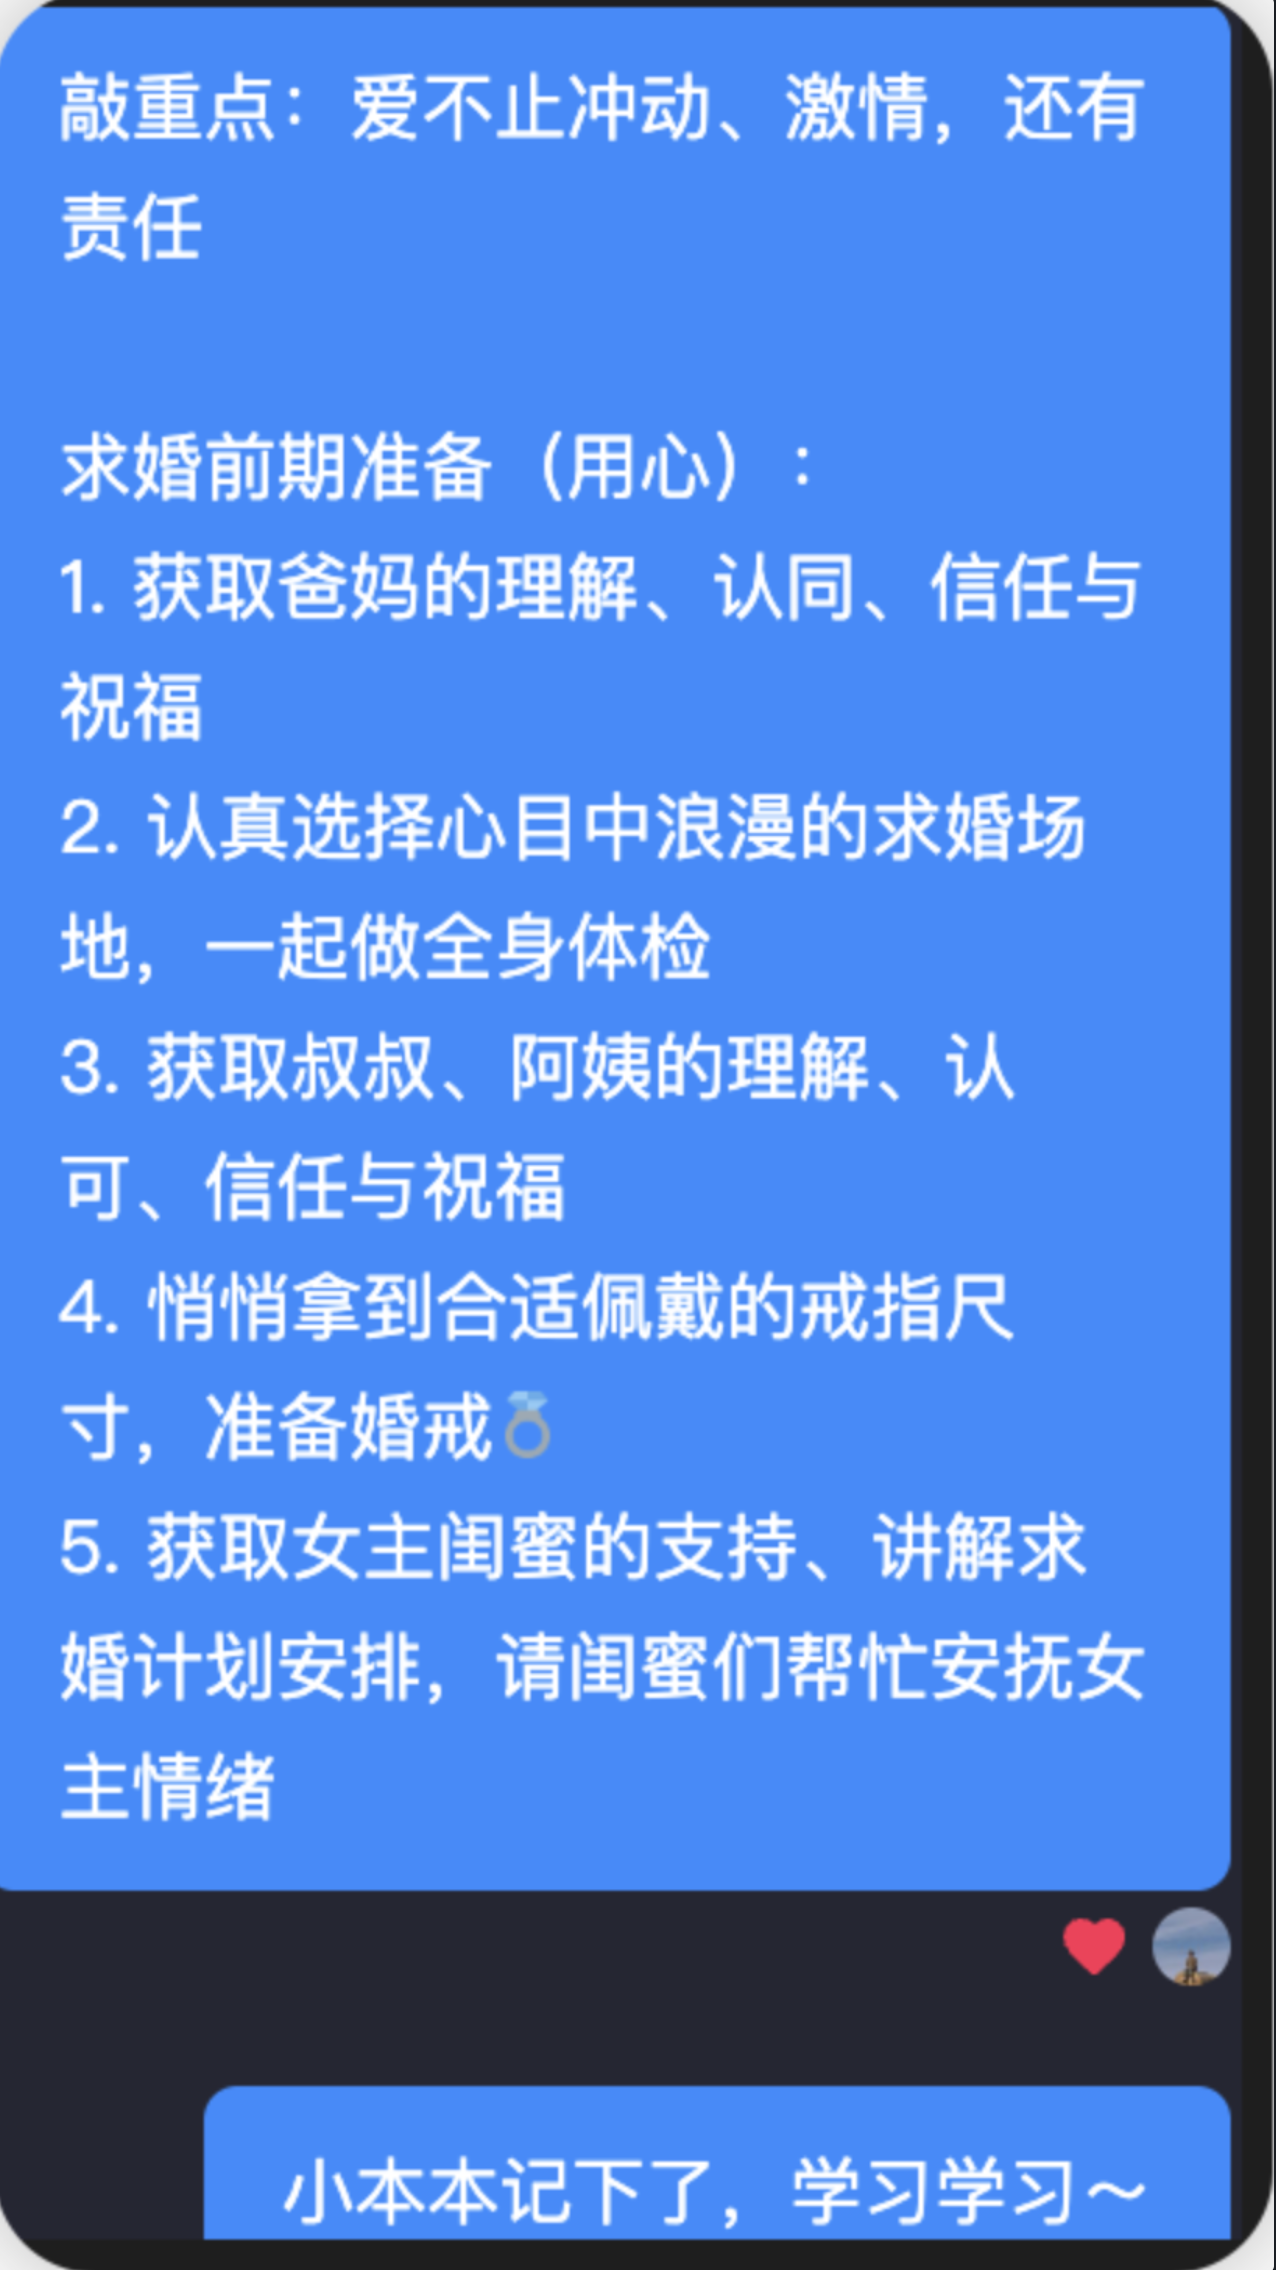 敲重点：爱不止冲动、激情，还有
责任
求婚前期准备（用心）：
1. 获取爸妈的理解、认同、信任与
祝福
2. 认真选择心目中浪漫的求婚场
地，一起做全身体检
3. 获取叔叔、阿姨的理解、认
可、信任与祝福
4. 悄悄拿到合适佩戴的戒指尺
寸，准备婚戒💍
5. 获取女主闺蜜的支持、讲解求
婚计划安排，请闺蜜们帮忙安抚女
主情绪
小本本记下了，学习学习～